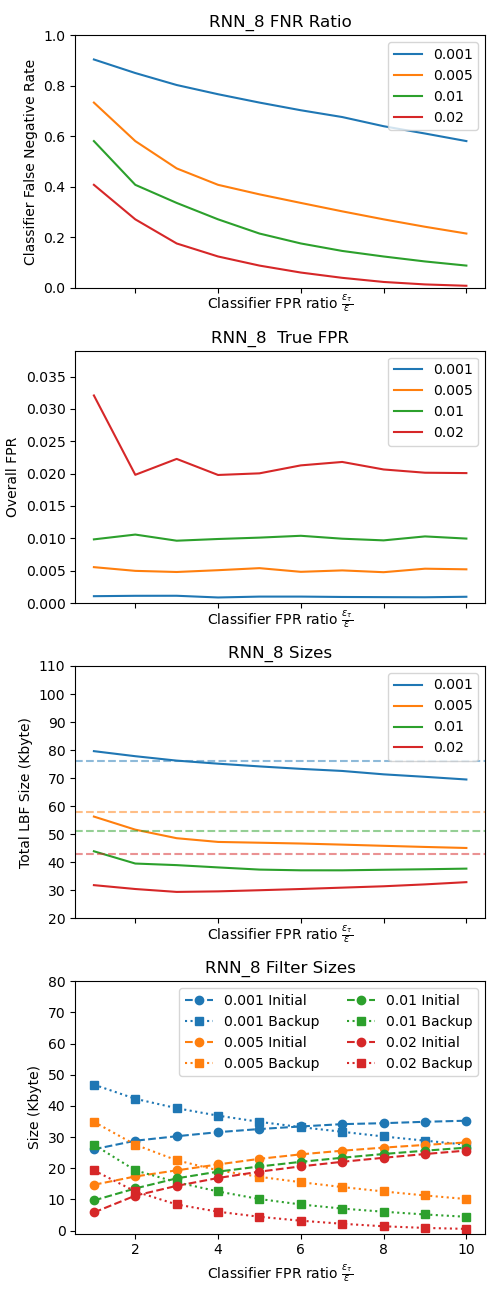 RNN_8 FNR Ratio
Classifier False Negative Rate
1.0
0.8
0.6
0.4
0.2
0.0
0.001
0.005
0.01
0.02
Classifier FPR ratio ετ/ε
RNN_8  True FPR
Overall FPR
0.035
0.030
0.025
0.020
0.015
0.010
0.005
0.000
0.001
0.005
0.01
0.02
Classifier FPR ratio ετ/ε
RNN_8 Sizes
Total LBF Size (Kbyte)
110
100
90
80
70
60
50
40
30
20
0.001
0.005
0.01
0.02
Classifier FPR ratio ετ/ε
RNN_8 Filter Sizes
Size (Kbyte)
80
70
60
50
40
30
20
10
0
0.001 Initial
0.001 Backup
0.005 Initial
0.005 Backup
0.01 Initial
0.01 Backup
0.02 Initial
0.02 Backup
2 4 6 8 10
Classifier FPR ratio ετ/ε